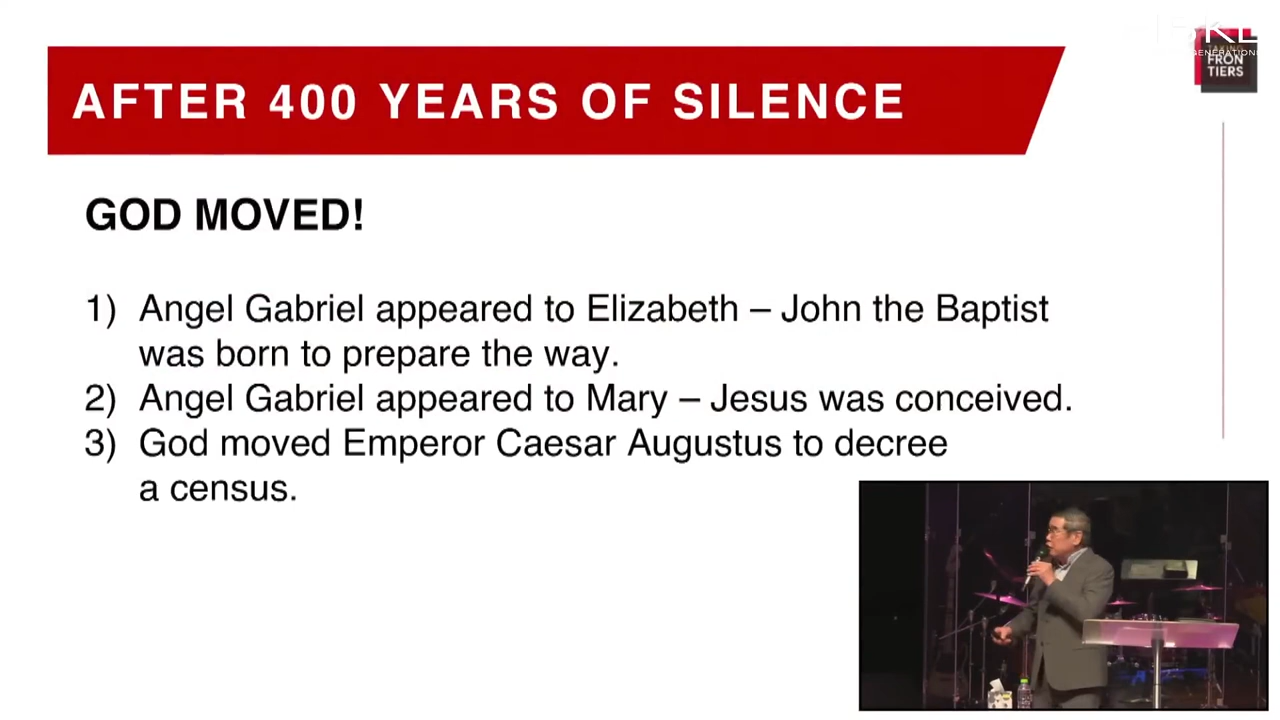 AFTER 400 YEARS OF SILENCE
TAKING
FRON
TIERS
GOD MOVED!
1) Angel Gabriel appeared to Elizabeth – John the Baptist
was born to prepare the way.
2) Angel Gabriel appeared to Mary – Jesus was conceived.
3) God moved Emperor Caesar Augustus to decree
a census.